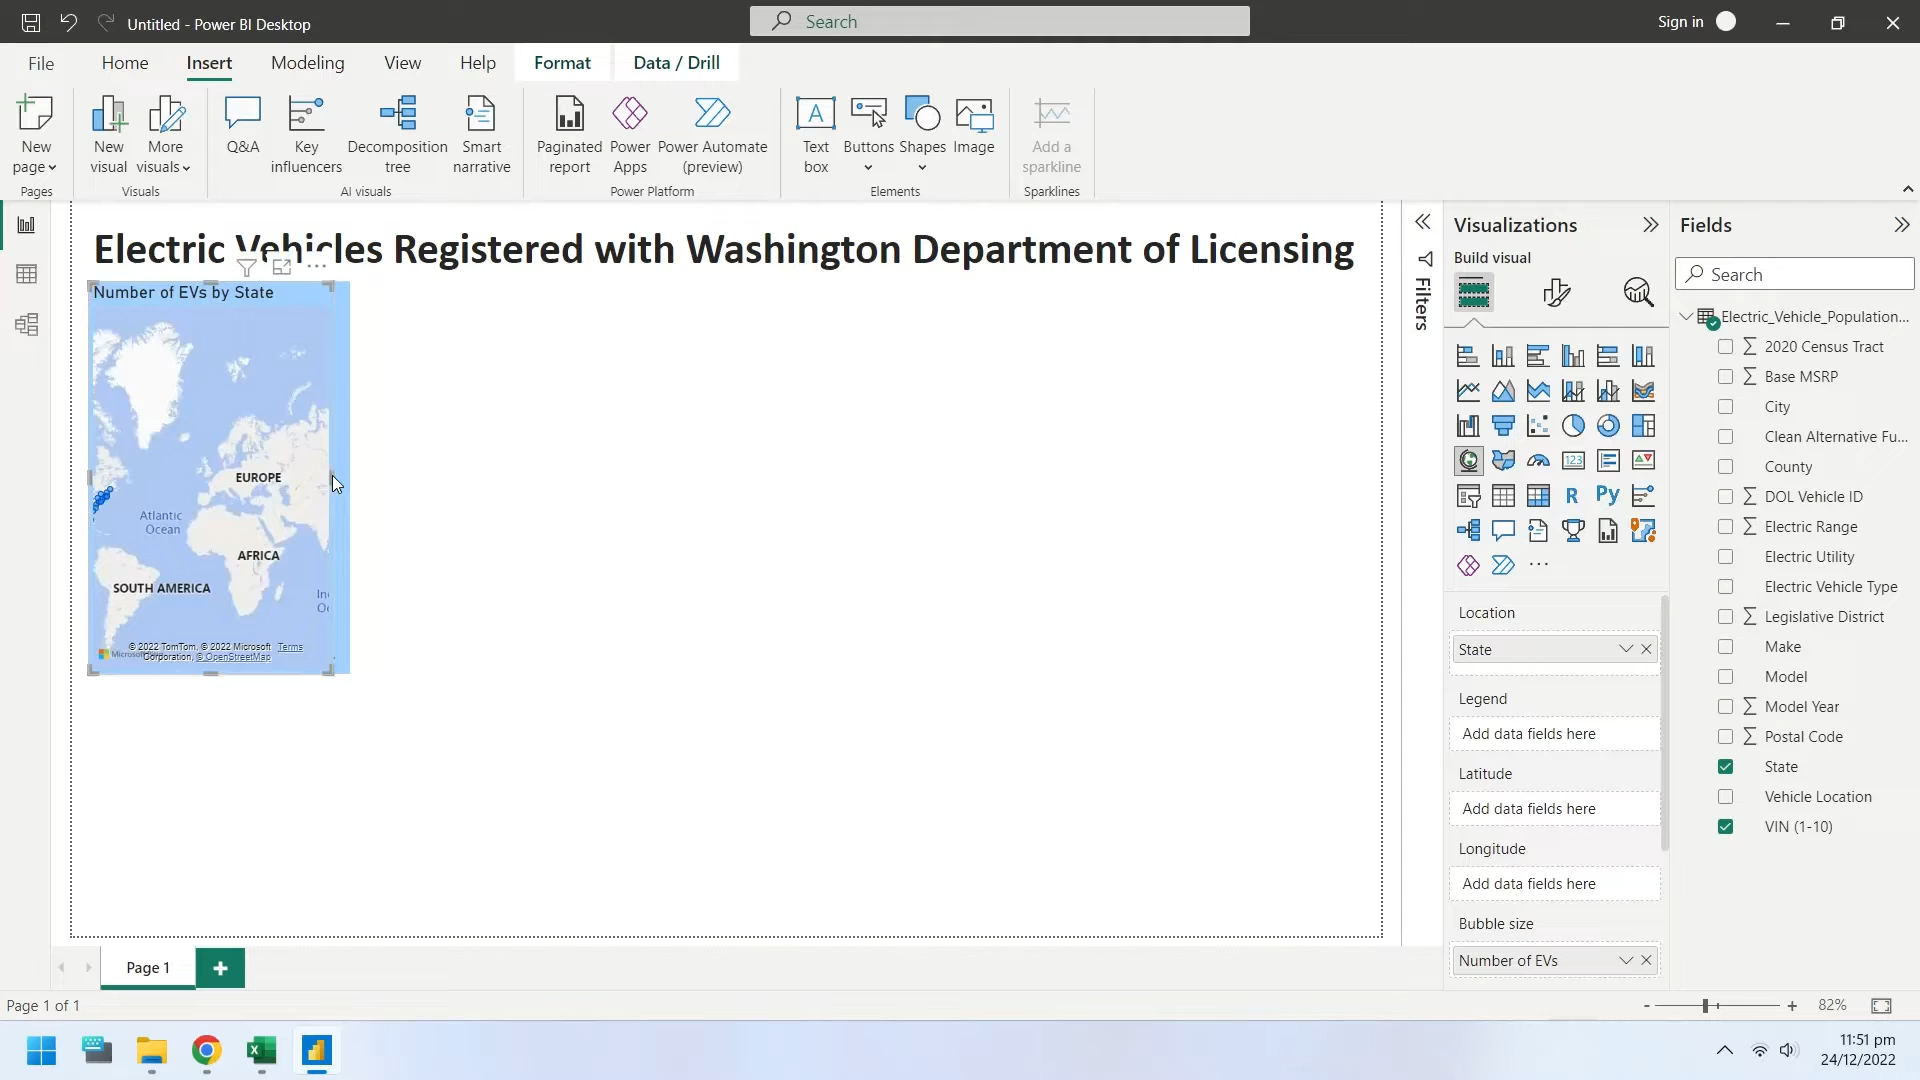 Untitled - Power BI Desktop
Search
Sign in
File
Home
Insert
Modeling
View
Help
Format
Data / Drill
New
page
New
visual
More
visuals
Q&A
Key
influencers
Decomposition
tree
Smart
narrative
Paginated
report
Power
Apps
Power Automate
(preview)
A
Text
box
Buttons
Shapes
Image
Add a
sparkline
Pages
Visuals
AI visuals
Power Platform
Elements
Sparklines
Electric Vehicles Registered with Washington Department of Licensing
Number of EVs by State
EUROPE
Atlantic
Ocean
AFRICA
SOUTH AMERICA
© 2022 TomTom, © 2022 Microsoft Terms
Corporation, © OpenStreetMap
Filters
Visualizations
Build visual
123
R
Py
Location
State
Legend
Add data fields here
Latitude
Add data fields here
Longitude
Add data fields here
Bubble size
Number of EVs
Fields
Search
Electric_Vehicle_Population...
2020 Census Tract
Base MSRP
City
Clean Alternative Fu...
County
DOL Vehicle ID
Electric Range
Electric Utility
Electric Vehicle Type
Legislative District
Make
Model
Model Year
Postal Code
State
Vehicle Location
VIN (1-10)
Page 1
Page 1 of 1
82%
11:51 pm
24/12/2022